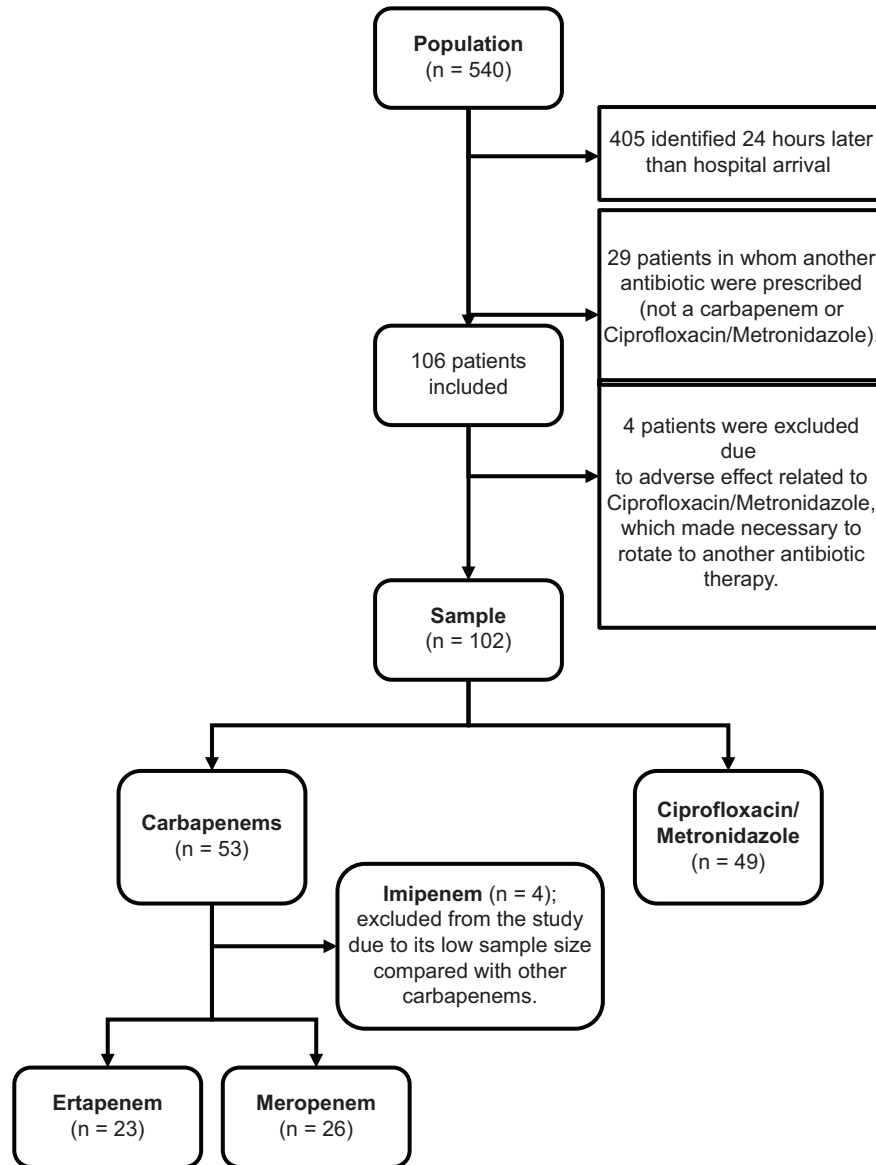 Population
(n = 540)
405 identified 24 hours later
than hospital arrival
29 patients in whom another
antibiotic were prescribed
(not a carbapenem or
Ciprofloxacin/Metronidazole).
106 patients
included
4 patients were excluded
due
to adverse effect related to
Ciprofloxacin/Metronidazole,
which made necessary to
rotate to another antibiotic
therapy.
Sample
(n = 102)
Carbapenems
(n = 53)
Ciprofloxacin/
Metronidazole
(n = 49)
Imipenem (n = 4);
excluded from the study
due to its low sample size
compared with other
carbapenems.
Ertapenem
(n = 23)
Meropenem
(n = 26)